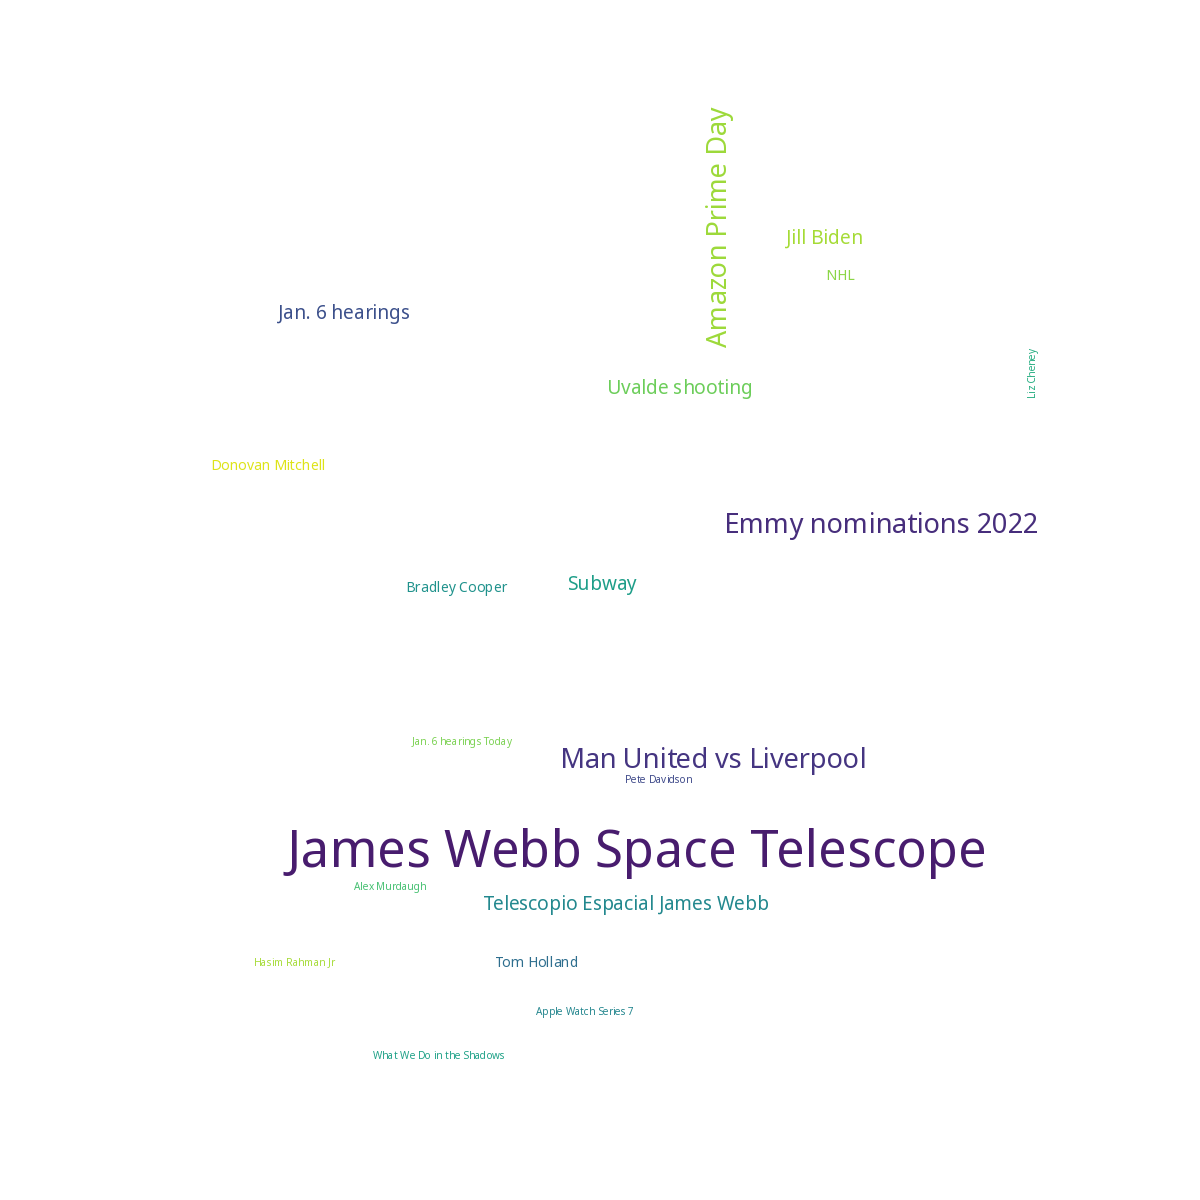 Amazon Prime Day
Jill Biden
NHL
Jan. 6 hearings
Liz Cheney
Uvalde shooting
Donovan Mitchell
Emmy nominations 2022
Bradley Cooper
Subway
Jan. 6 hearings Today
Man United vs Liverpool
Pete Davidson
James Webb Space Telescope
Alex Murdaugh
Telescopio Espacial James Webb
Hasim Rahman Jr
Tom Holland
Apple Watch Series 7
What We Do in the Shadows